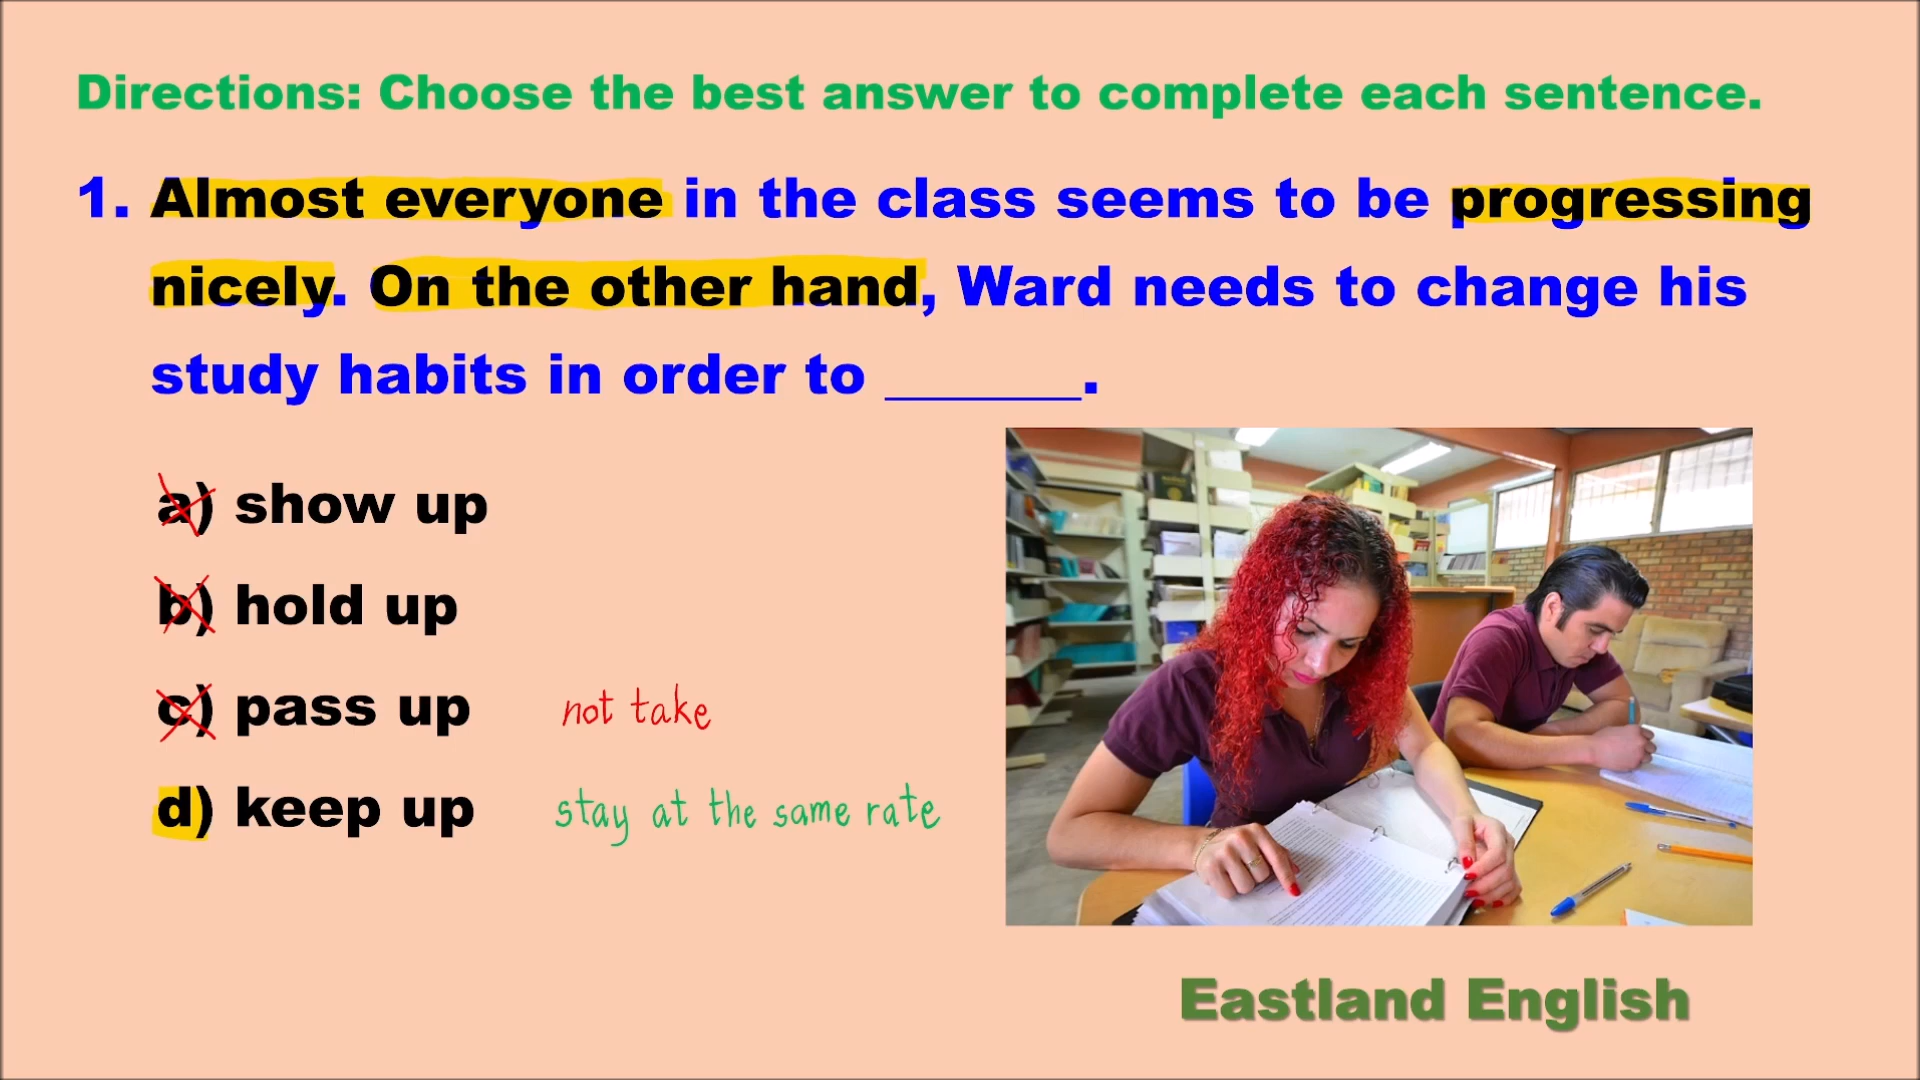 Directions: Choose the best answer to complete each sentence.
1. Almost everyone in the class seems to be progressing
nicely. On the other hand, Ward needs to change his
study habits in order to _______.
a) show up
b) hold up
c) pass up not take
d) keep up stay at the same rate
Eastland English